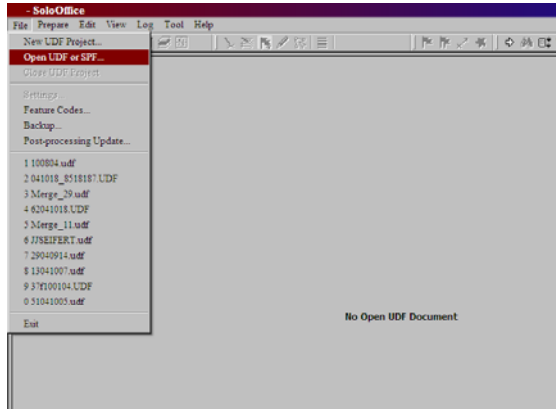 - SoloOffice
File Prepare Edit View Log Tool Help
New UDF Project...
Open UDF or SPF...
Close UDF Project
Settings...
Feature Codes...
Backup...
Post-processing Update...
1 100804.udf
2 041018_8518187.UDF
3 Merge_29.udf
4 62041018.UDF
5 Merge_11.udf
6 JJSEIFERT.udf
7 29040914.udf
8 13041007.udf
9 37f100104.UDF
0 51041005.udf
Exit
No Open UDF Document